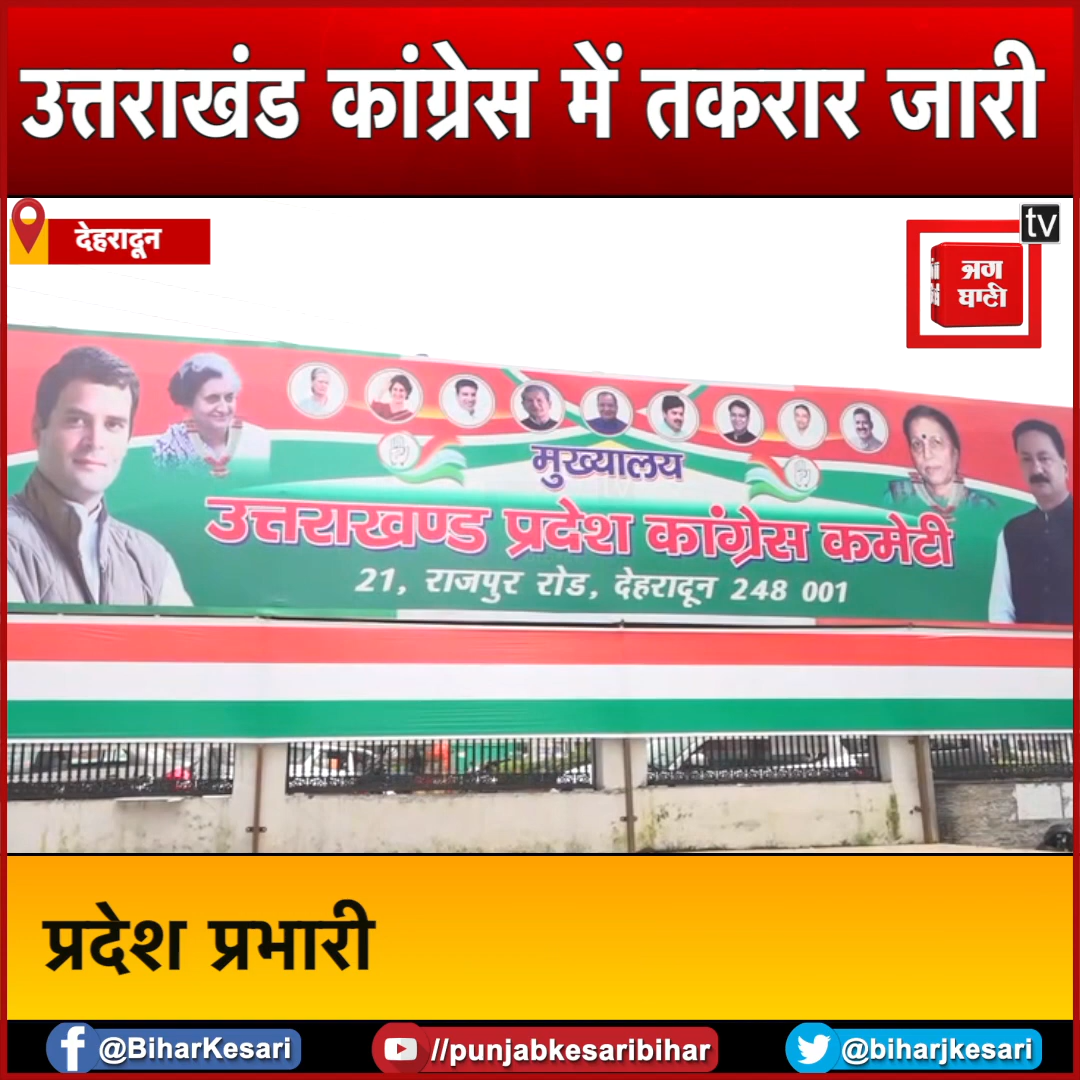 उत्तराखंड कांग्रेस में तकरार जारी
देहरादून
tv
ਜਗ
ਬਾਣੀ
मुख्यालय
उत्तराखण्ड प्रदेश कांग्रेस कमेटी
21, राजपुर रोड, देहरादून 248 001
प्रदेश प्रभारी
@BiharKesari
//punjabkesaribihar
@biharjkesari